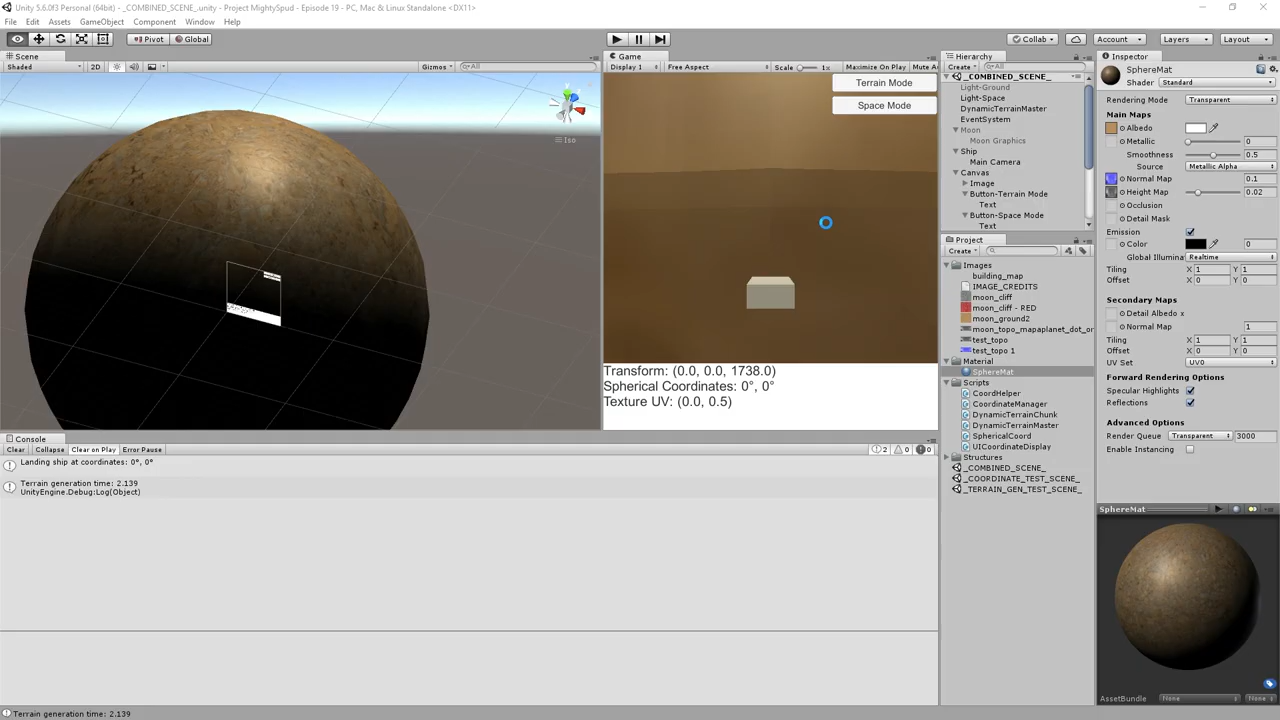 Unity 5.6.0f3 Personal (64bit) - _COMBINED_SCENE_.unity - Project MightySpud - Episode 19 - PC, Mac & Linux Standalone <DX11>
File Edit Assets GameObject Component Window Help
Pivot Global
Collab Account Layers Layout
Scene
Shaded 2D Gizmos All
Iso
Game
Display 1 Free Aspect Scale 1x Maximize On Play Mute Au
Terrain Mode
Space Mode
Transform: (0.0, 0.0, 1738.0)
Spherical Coordinates: 0°, 0°
Texture UV: (0.0, 0.5)
Console
Clear Collapse Clear on Play Error Pause 2 0 0
Landing ship at coordinates: 0°, 0°
Terrain generation time: 2.139
UnityEngine.Debug:Log(Object)
Terrain generation time: 2.139
Hierarchy
Create All
_COMBINED_SCENE_
Light-Ground
Light-Space
DynamicTerrainMaster
EventSystem
Moon
Moon Graphics
Ship
Main Camera
Canvas
Image
Button-Terrain Mode
Text
Button-Space Mode
Text
Project
Create
Images
building_map
IMAGE_CREDITS
moon_cliff
moon_cliff - RED
moon_ground2
moon_topo_mapaplanet_dot_or
test_topo
test_topo 1
Material
SphereMat
Scripts
CoordHelper
CoordinateManager
DynamicTerrainChunk
DynamicTerrainMaster
SphericalCoord
UICoordinateDisplay
Structures
_COMBINED_SCENE_
_COORDINATE_TEST_SCENE_
_TERRAIN_GEN_TEST_SCENE_
Inspector
SphereMat
Shader Standard
Rendering Mode Transparent
Main Maps
Albedo
Metallic 0
Smoothness 0.5
Source Metallic Alpha
Normal Map 0.1
Height Map 0.02
Occlusion
Detail Mask
Emission
Color 0
Global Illumina Realtime
Tiling X 1 Y 1
Offset X 0 Y 0
Secondary Maps
Detail Albedo x
Normal Map 1
Tiling X 1 Y 1
Offset X 0 Y 0
UV Set UV0
Forward Rendering Options
Specular Highlights
Reflections
Advanced Options
Render Queue Transparent 3000
Enable Instancing
SphereMat
AssetBundle None None